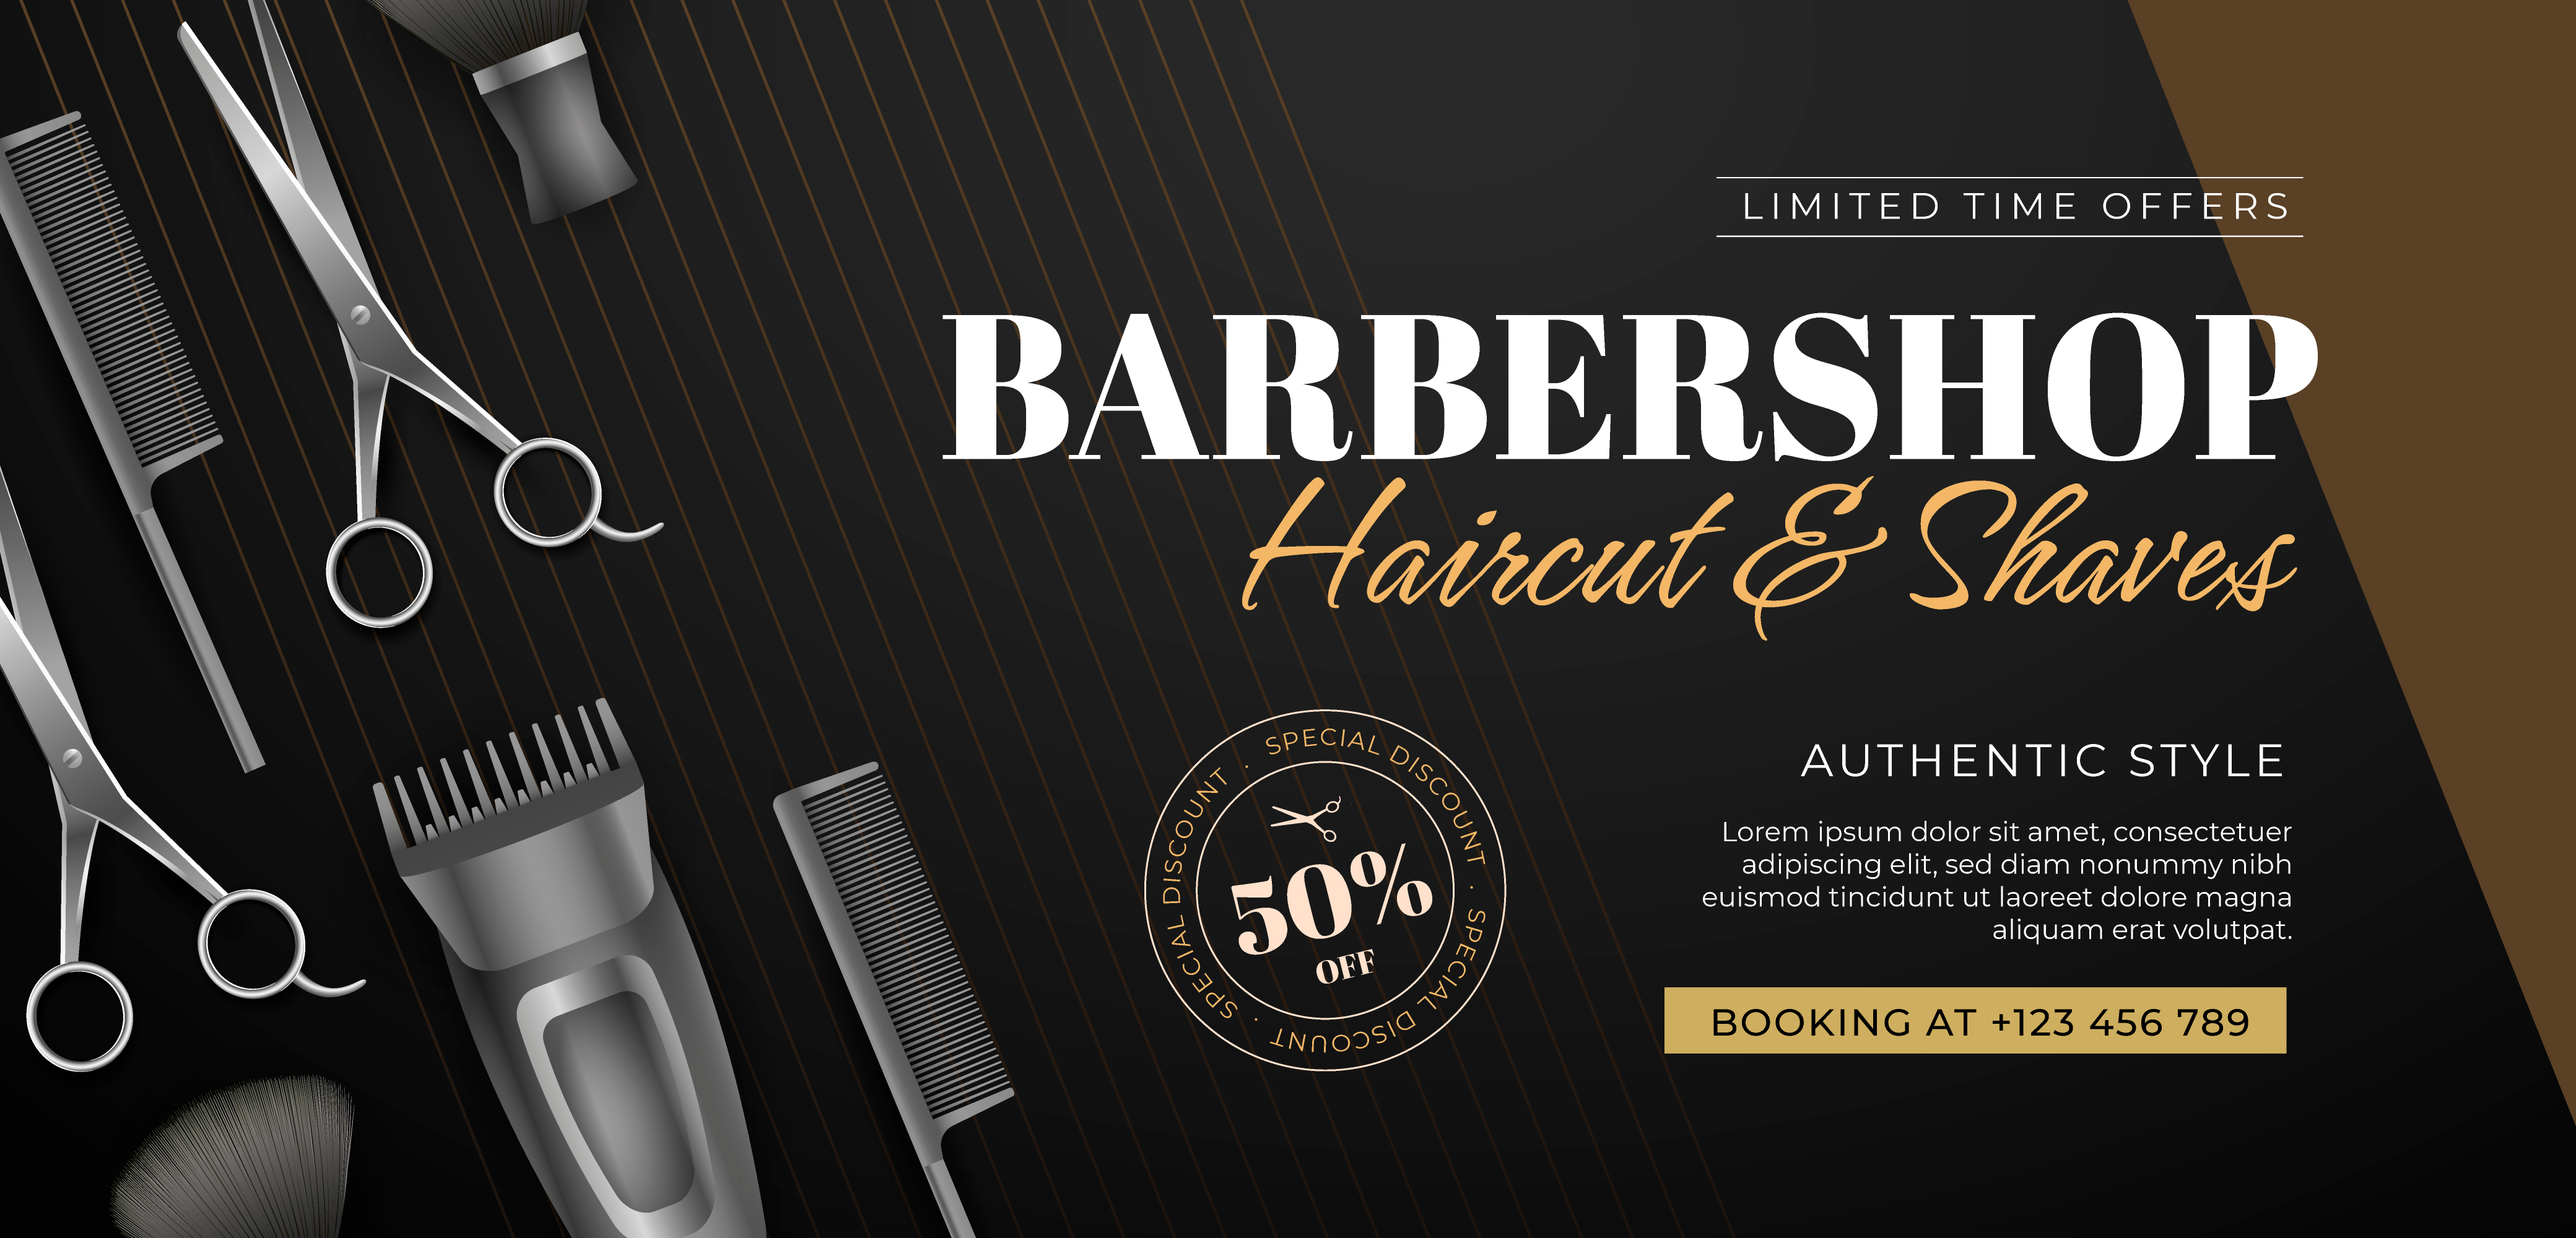 LIMITED TIME OFFERS
BARBERSHOP
Haircut & Shaves
SPECIAL DISCOUNT · SPECIAL DISCOUNT · SPECIAL DISCOUNT ·
50%
OFF
AUTHENTIC STYLE
Lorem ipsum dolor sit amet, consectetuer
adipiscing elit, sed diam nonummy nibh
euismod tincidunt ut laoreet dolore magna
aliquam erat volutpat.
BOOKING AT +123 456 789